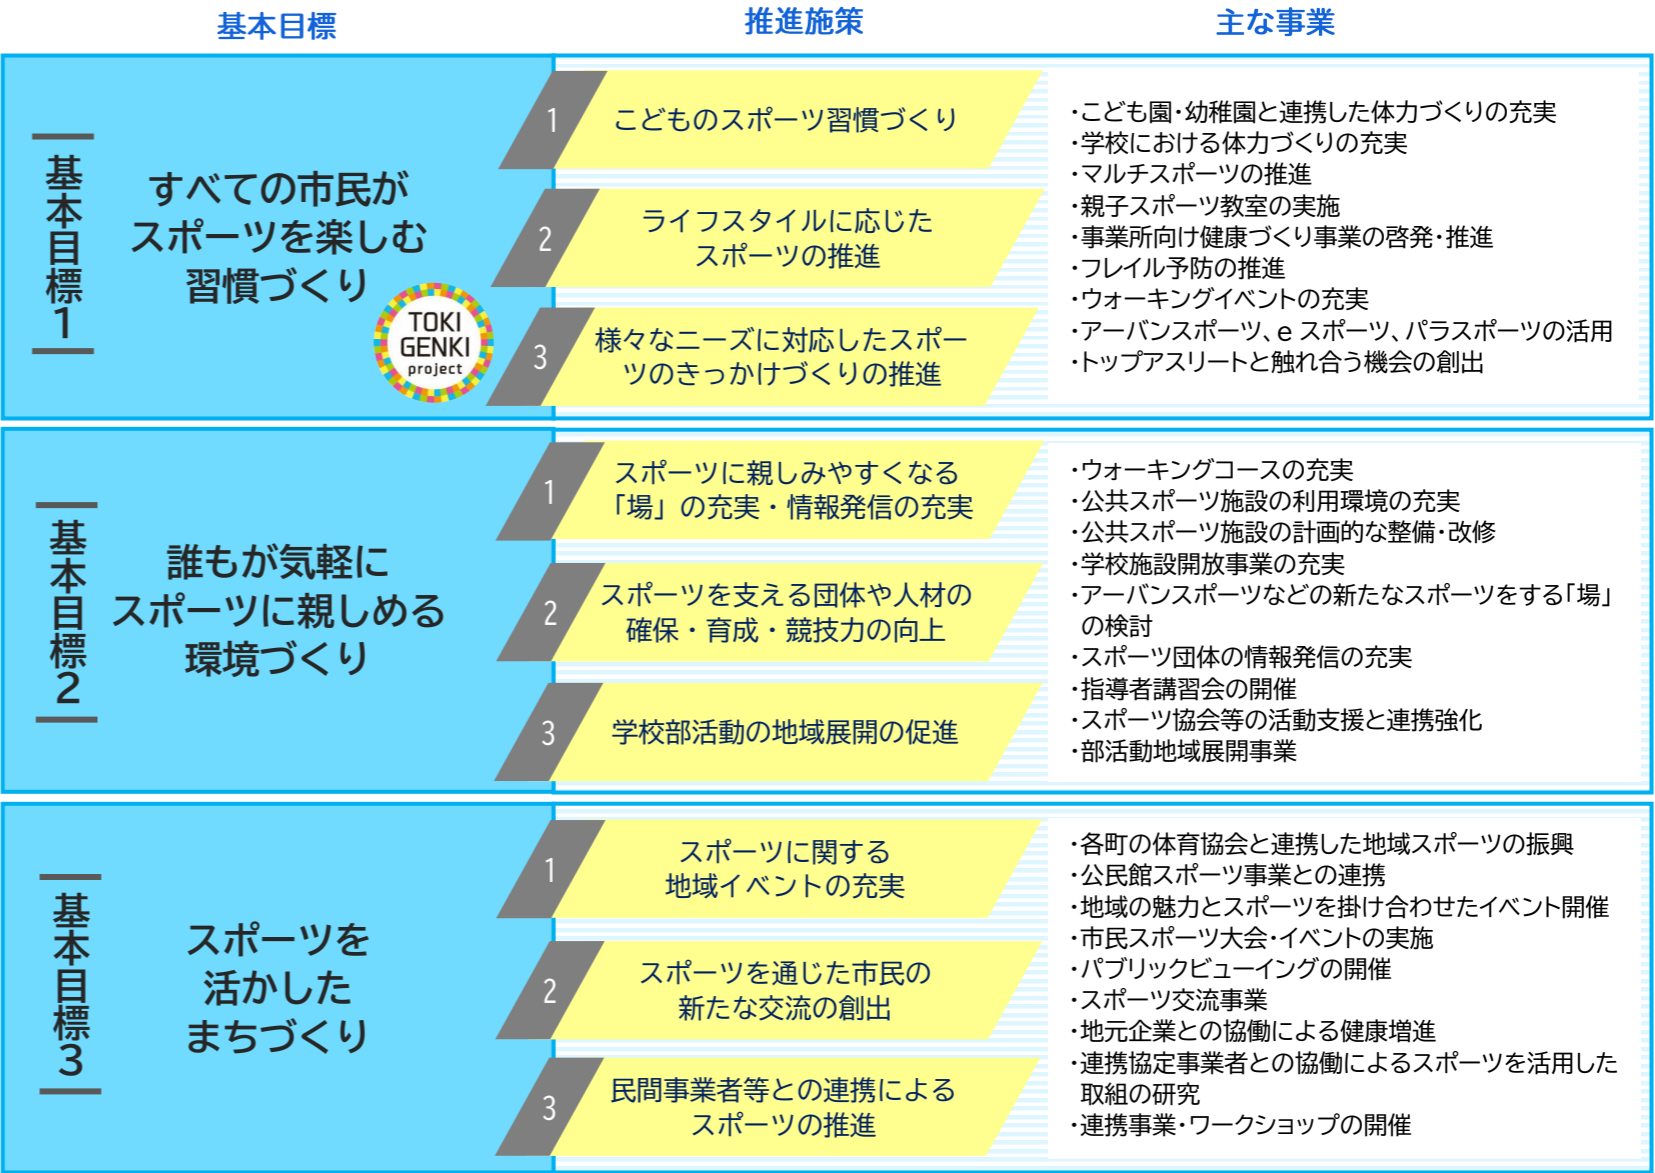 基本目標
推進施策
主な事業
基本目標1
すべての市民が
スポーツを楽しむ
習慣づくり
TOKI
GENKI
project
1
こどものスポーツ習慣づくり
2
ライフスタイルに応じた
スポーツの推進
3
様々なニーズに対応したスポー
ツのきっかけづくりの推進
・こども園・幼稚園と連携した体力づくりの充実
・学校における体力づくりの充実
・マルチスポーツの推進
・親子スポーツ教室の実施
・事業所向け健康づくり事業の啓発・推進
・フレイル予防の推進
・ウォーキングイベントの充実
・アーバンスポーツ、e スポーツ、パラスポーツの活用
・トップアスリートと触れ合う機会の創出
基本目標2
誰もが気軽に
スポーツに親しめる
環境づくり
1
スポーツに親しみやすくなる
「場」の充実・情報発信の充実
2
スポーツを支える団体や人材の
確保・育成・競技力の向上
3
学校部活動の地域展開の促進
・ウォーキングコースの充実
・公共スポーツ施設の利用環境の充実
・公共スポーツ施設の計画的な整備・改修
・学校施設開放事業の充実
・アーバンスポーツなどの新たなスポーツをする「場」
の検討
・スポーツ団体の情報発信の充実
・指導者講習会の開催
・スポーツ協会等の活動支援と連携強化
・部活動地域展開事業
基本目標3
スポーツを
活かした
まちづくり
1
スポーツに関する
地域イベントの充実
2
スポーツを通じた市民の
新たな交流の創出
3
民間事業者等との連携による
スポーツの推進
・各町の体育協会と連携した地域スポーツの振興
・公民館スポーツ事業との連携
・地域の魅力とスポーツを掛け合わせたイベント開催
・市民スポーツ大会・イベントの実施
・パブリックビューイングの開催
・スポーツ交流事業
・地元企業との協働による健康増進
・連携協定事業者との協働によるスポーツを活用した
取組の研究
・連携事業・ワークショップの開催